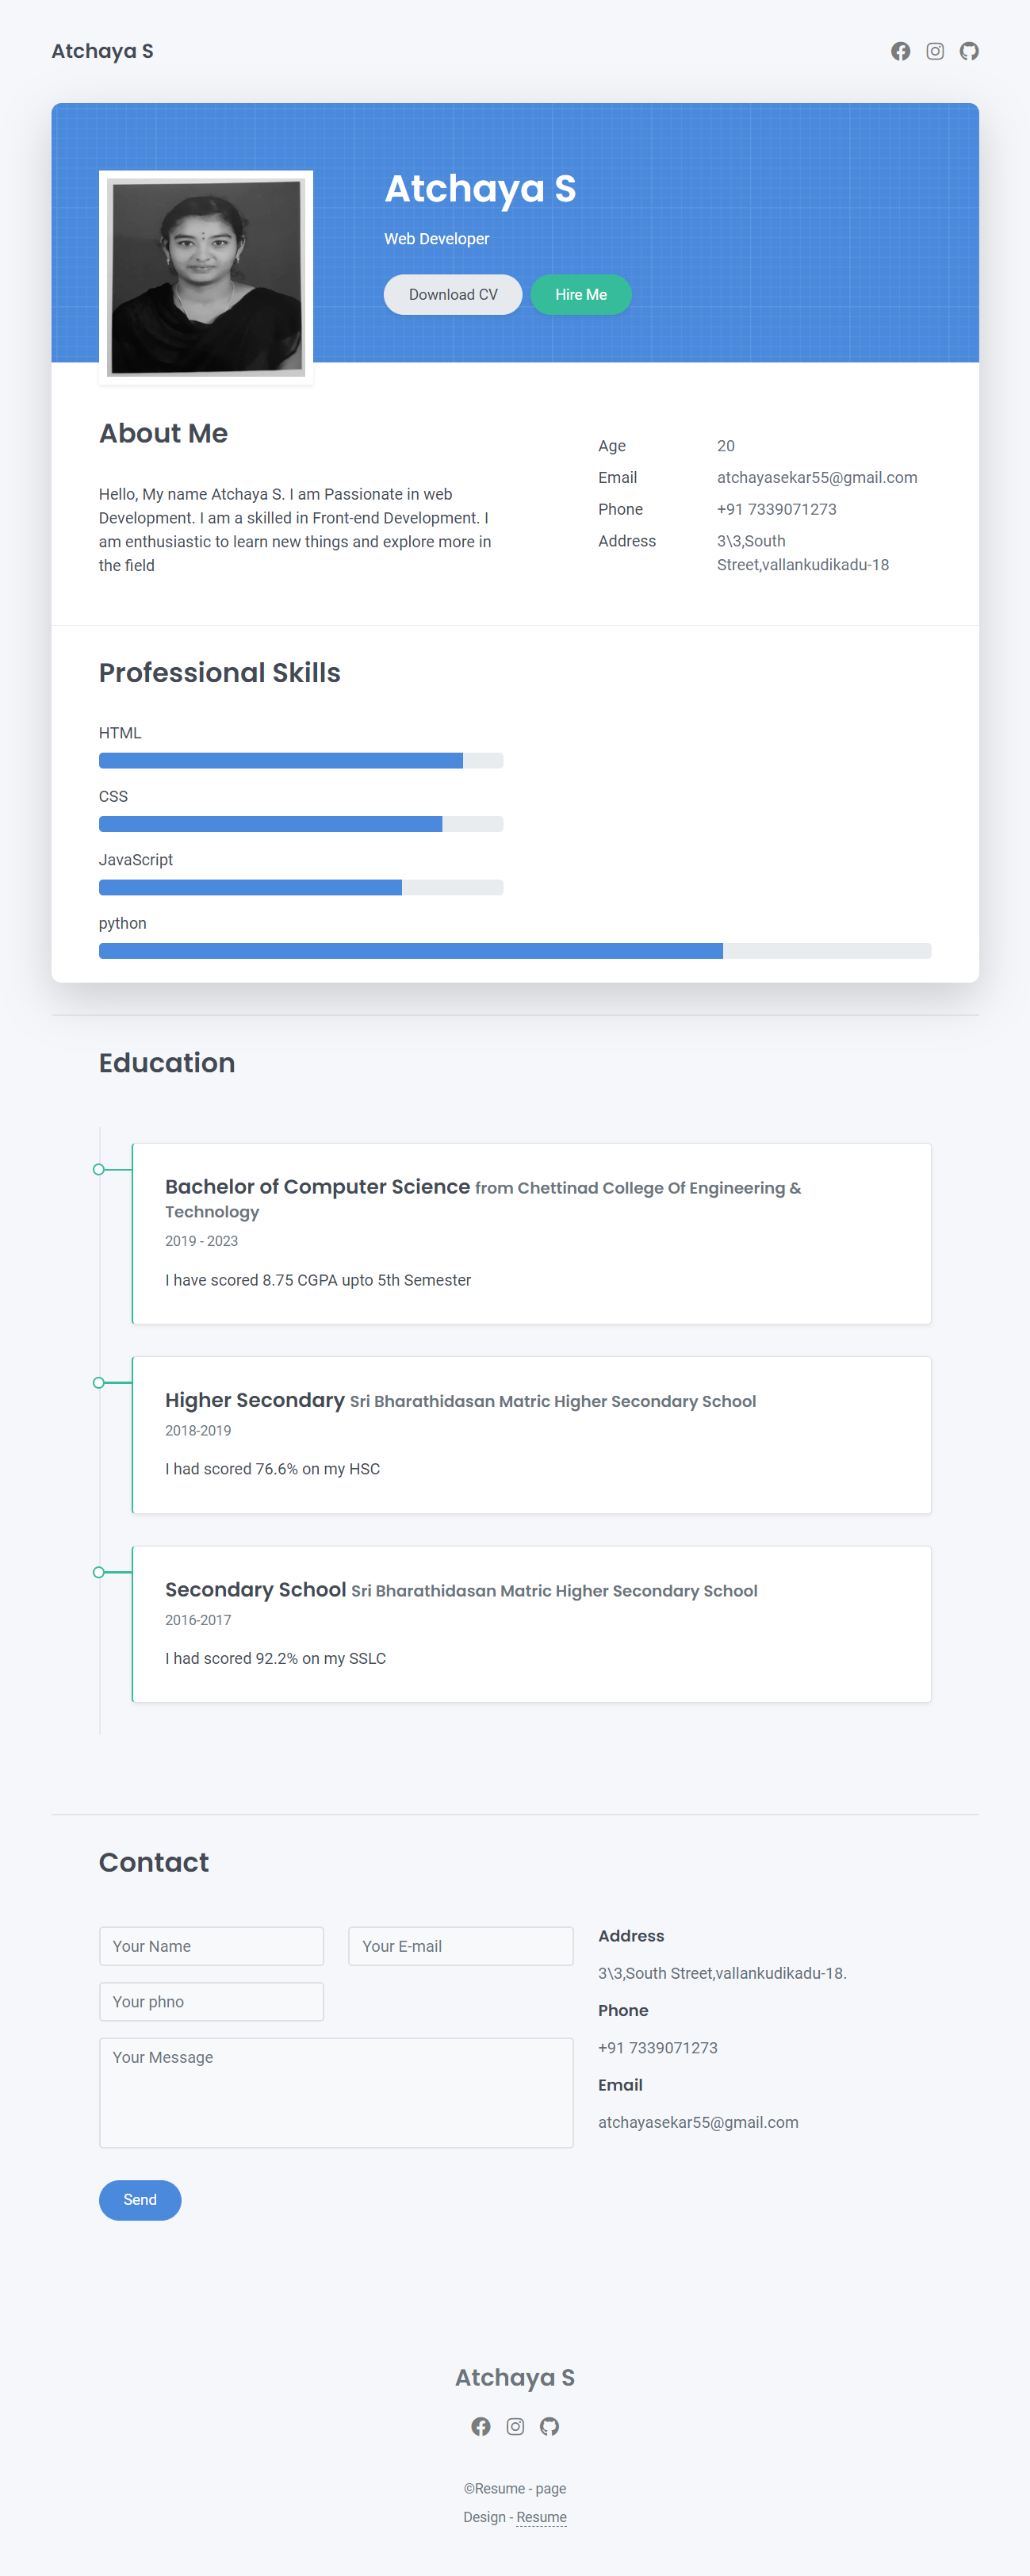 Atchaya S
Atchaya S
Web Developer
Download CV
Hire Me
About Me
Hello, My name Atchaya S. I am Passionate in web
Development. I am a skilled in Front-end Development. I
am enthusiastic to learn new things and explore more in
the field
Age 20
Email atchayasekar55@gmail.com
Phone +91 7339071273
Address 3\3,South
Street,vallankudikadu-18
Professional Skills
HTML
CSS
JavaScript
python
Education
Bachelor of Computer Science from Chettinad College Of Engineering &
Technology
2019 - 2023
I have scored 8.75 CGPA upto 5th Semester
Higher Secondary Sri Bharathidasan Matric Higher Secondary School
2018-2019
I had scored 76.6% on my HSC
Secondary School Sri Bharathidasan Matric Higher Secondary School
2016-2017
I had scored 92.2% on my SSLC
Contact
Your Name
Your E-mail
Your phno
Your Message
Send
Address
3\3,South Street,vallankudikadu-18.
Phone
+91 7339071273
Email
atchayasekar55@gmail.com
Atchaya S
©Resume - page
Design - Resume